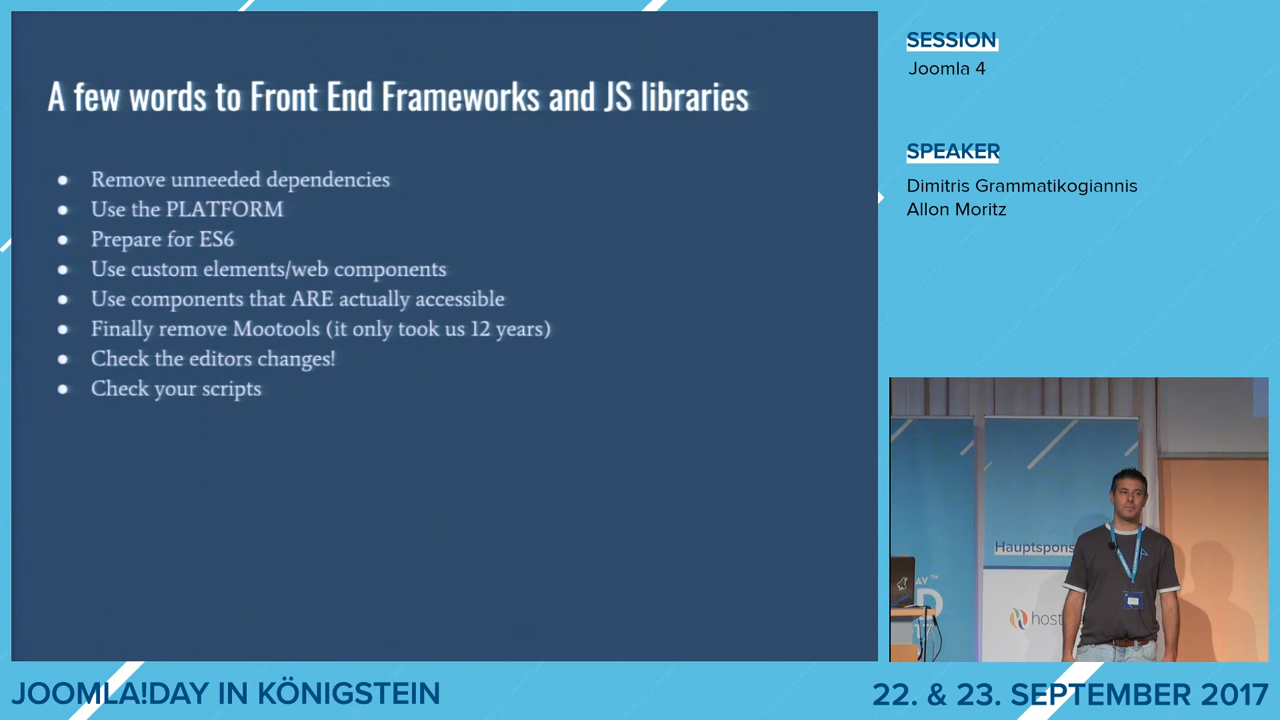 A few words to Front End Frameworks and JS libraries
● Remove unneeded dependencies
● Use the PLATFORM
● Prepare for ES6
● Use custom elements/web components
● Use components that ARE actually accessible
● Finally remove Mootools (it only took us 12 years)
● Check the editors changes!
● Check your scripts
SESSION
Joomla 4
SPEAKER
Dimitris Grammatikogiannis
Allon Moritz
Hauptspons
host
JOOMLA!DAY IN KÖNIGSTEIN
22. & 23. SEPTEMBER 2017